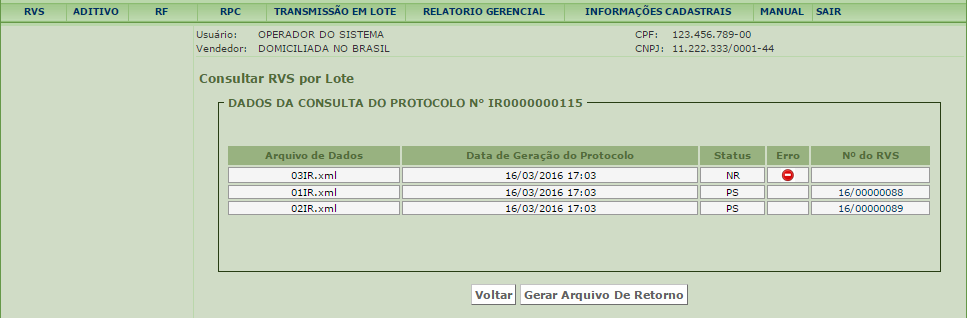 RVS ADITIVO RF RPC TRANSMISSÃO EM LOTE RELATORIO GERENCIAL INFORMAÇÕES CADASTRAIS MANUAL SAIR
Usuário: OPERADOR DO SISTEMA CPF: 123.456.789-00
Vendedor: DOMICILIADA NO BRASIL CNPJ: 11.222.333/0001-44
Consultar RVS por Lote
DADOS DA CONSULTA DO PROTOCOLO N° IR0000000115
Arquivo de Dados Data de Geração do Protocolo Status Erro Nº do RVS
03IR.xml 16/03/2016 17:03 NR
01IR.xml 16/03/2016 17:03 PS 16/00000088
02IR.xml 16/03/2016 17:03 PS 16/00000089
Voltar Gerar Arquivo De Retorno